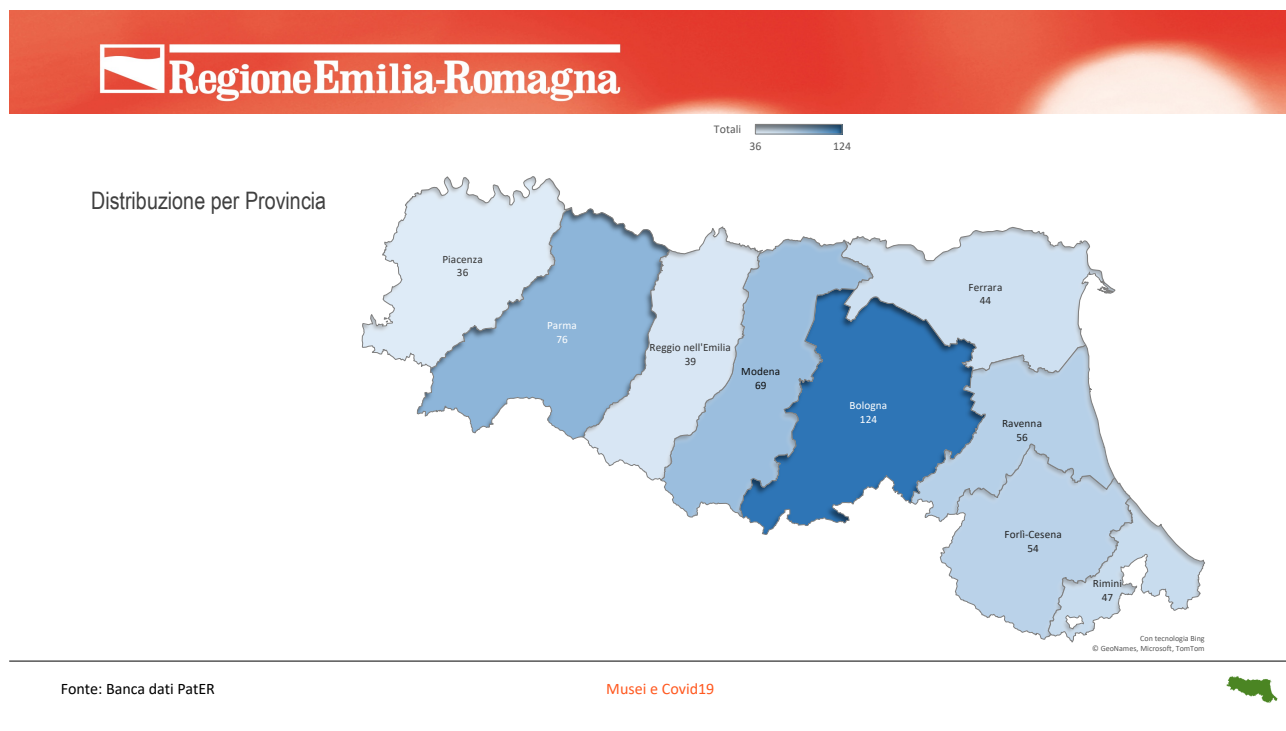 Regione Emilia-Romagna
Totali
36 124
Distribuzione per Provincia
Piacenza
36
Parma
76
Reggio nell'Emilia
39
Modena
69
Bologna
124
Ferrara
44
Ravenna
56
Forlì-Cesena
54
Rimini
47
Con tecnologia Bing
© GeoNames, Microsoft, TomTom
Fonte: Banca dati PatER
Musei e Covid19